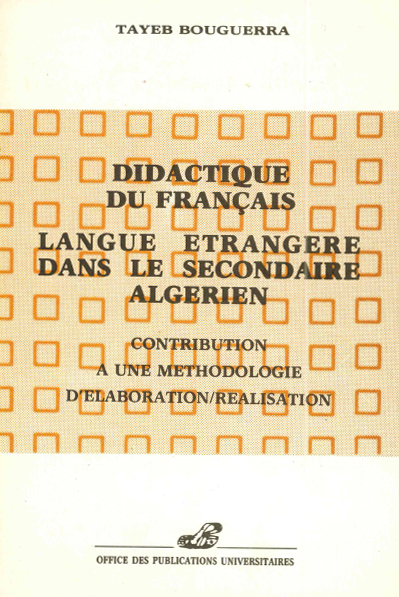 TAYEB BOUGUERRA
DIDACTIQUE
DU FRANÇAIS
LANGUE ETRANGERE
DANS LE SECONDAIRE
ALGERIEN
CONTRIBUTION
A UNE METHODOLOGIE
D'ELABORATION/REALISATION
OFFICE DES PUBLICATIONS UNIVERSITAIRES